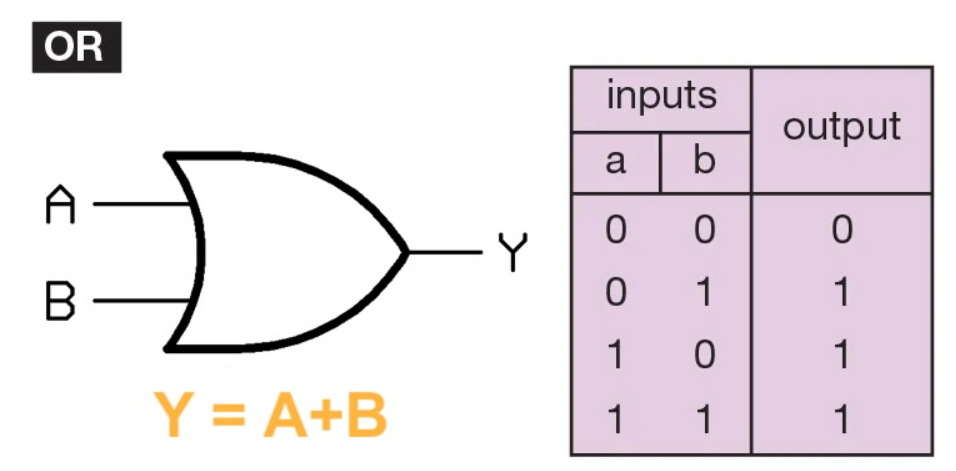 OR
A
B
Y
Y = A+B
inputs output
a b
0 0 0
0 1 1
1 0 1
1 1 1